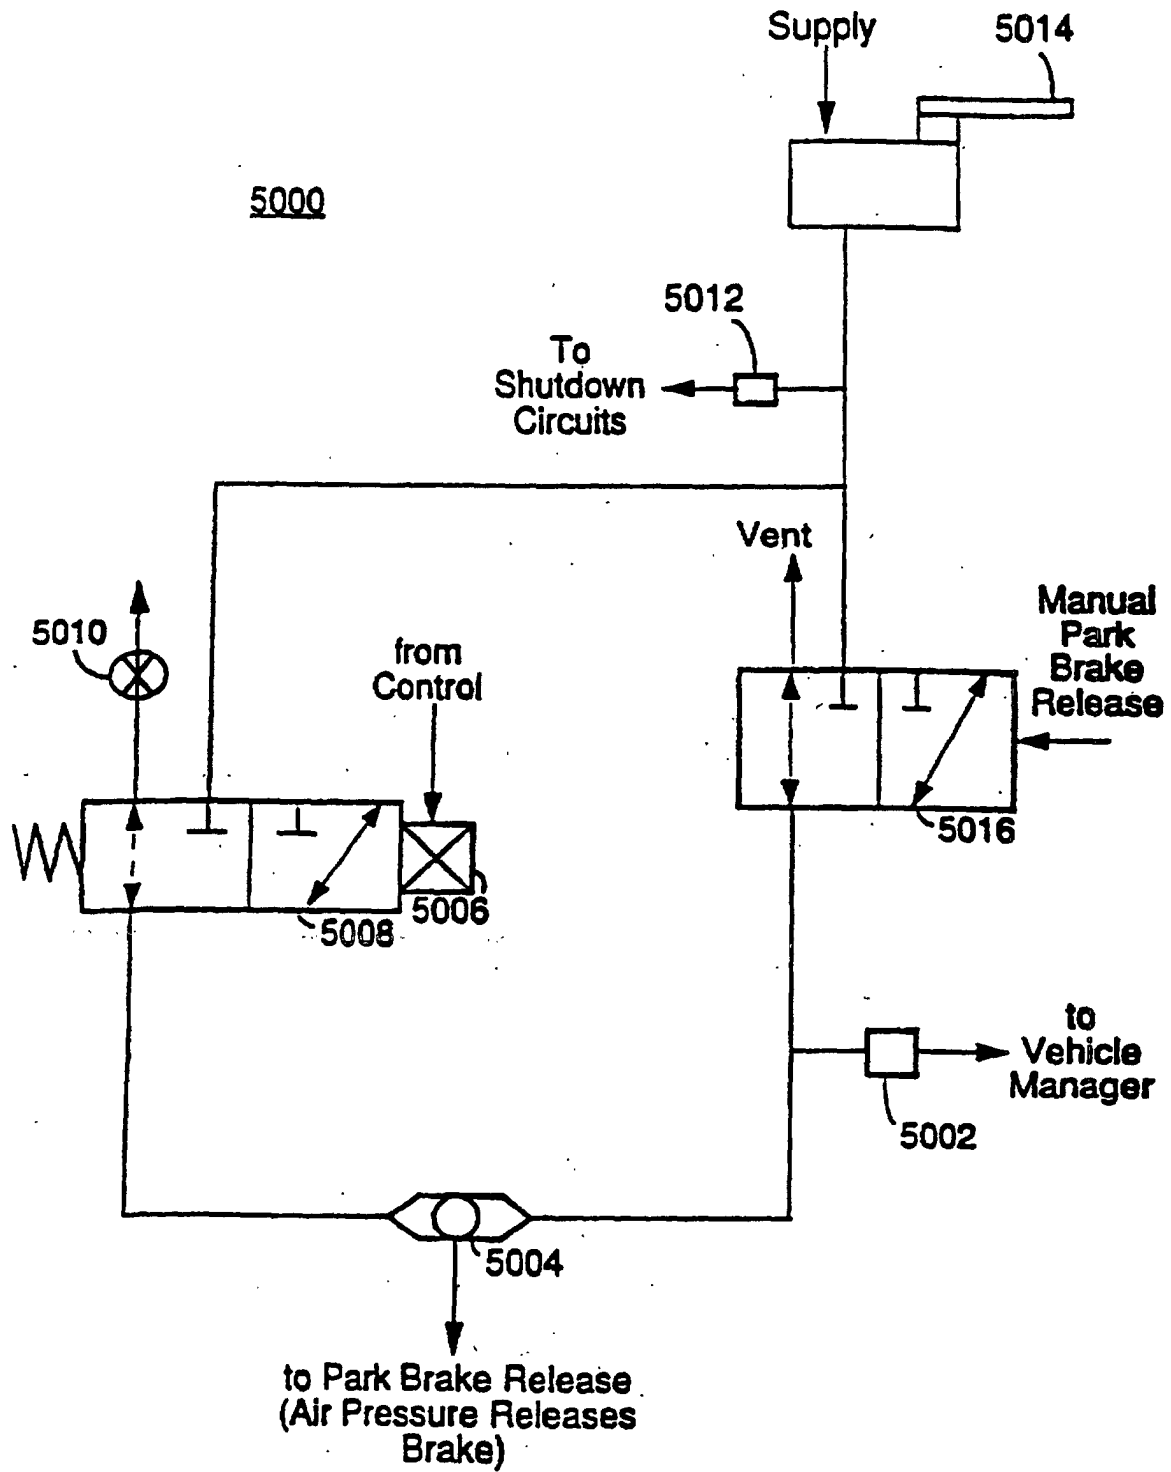 Supply
5014
5000
5012
To
Shutdown
Circuits
Vent
Manual
Park
Brake
Release
5010
from
Control
5016
5006
5008
to
Vehicle
Manager
5002
5004
to Park Brake Release
(Air Pressure Releases
Brake)